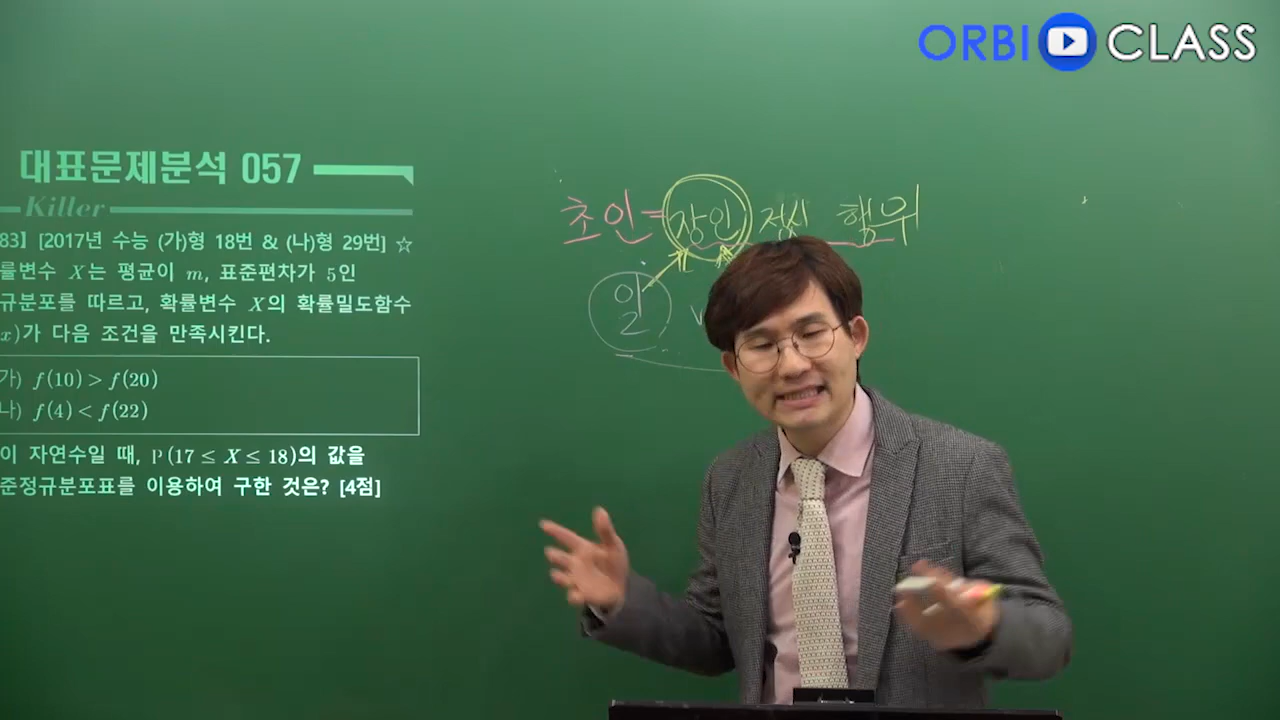 ORBI CLASS
대표문제분석 057
Killer
83] [2017년 수능 (가)형 18번 & (나)형 29번] ☆
률변수 X는 평균이 m, 표준편차가 5인
규분포를 따르고, 확률변수 X의 확률밀도함수
x)가 다음 조건을 만족시킨다.
가) f(10) > f(20)
나) f(4) < f(22)
이 자연수일 때, P(17 ≤ X ≤ 18)의 값을
준정규분포표를 이용하여 구한 것은? [4점]
초인=장인 정신 행위
일